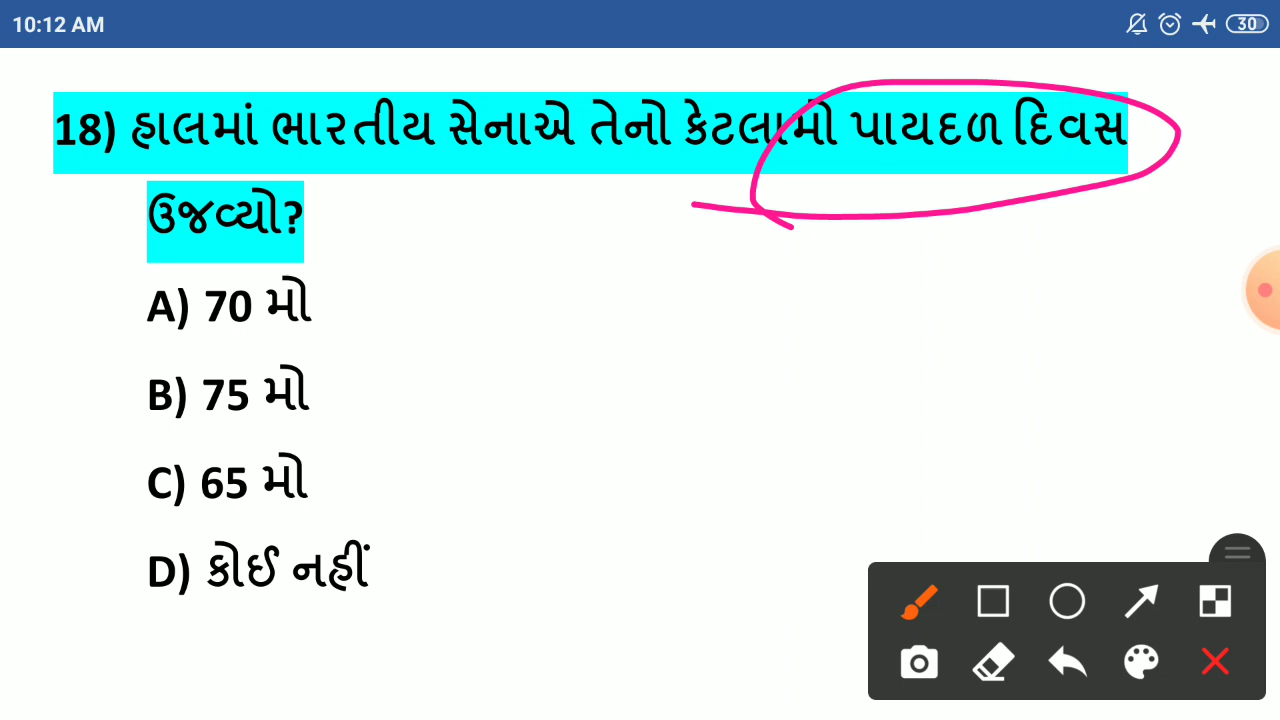 10:12 AM
30
18) હાલમાં ભારતીય સેનાએ તેનો કેટલામો પાયદળ દિવસ
ઉજવ્યો?
A) 70 મો
B) 75 મો
C) 65 મો
D) કોઈ નહીં